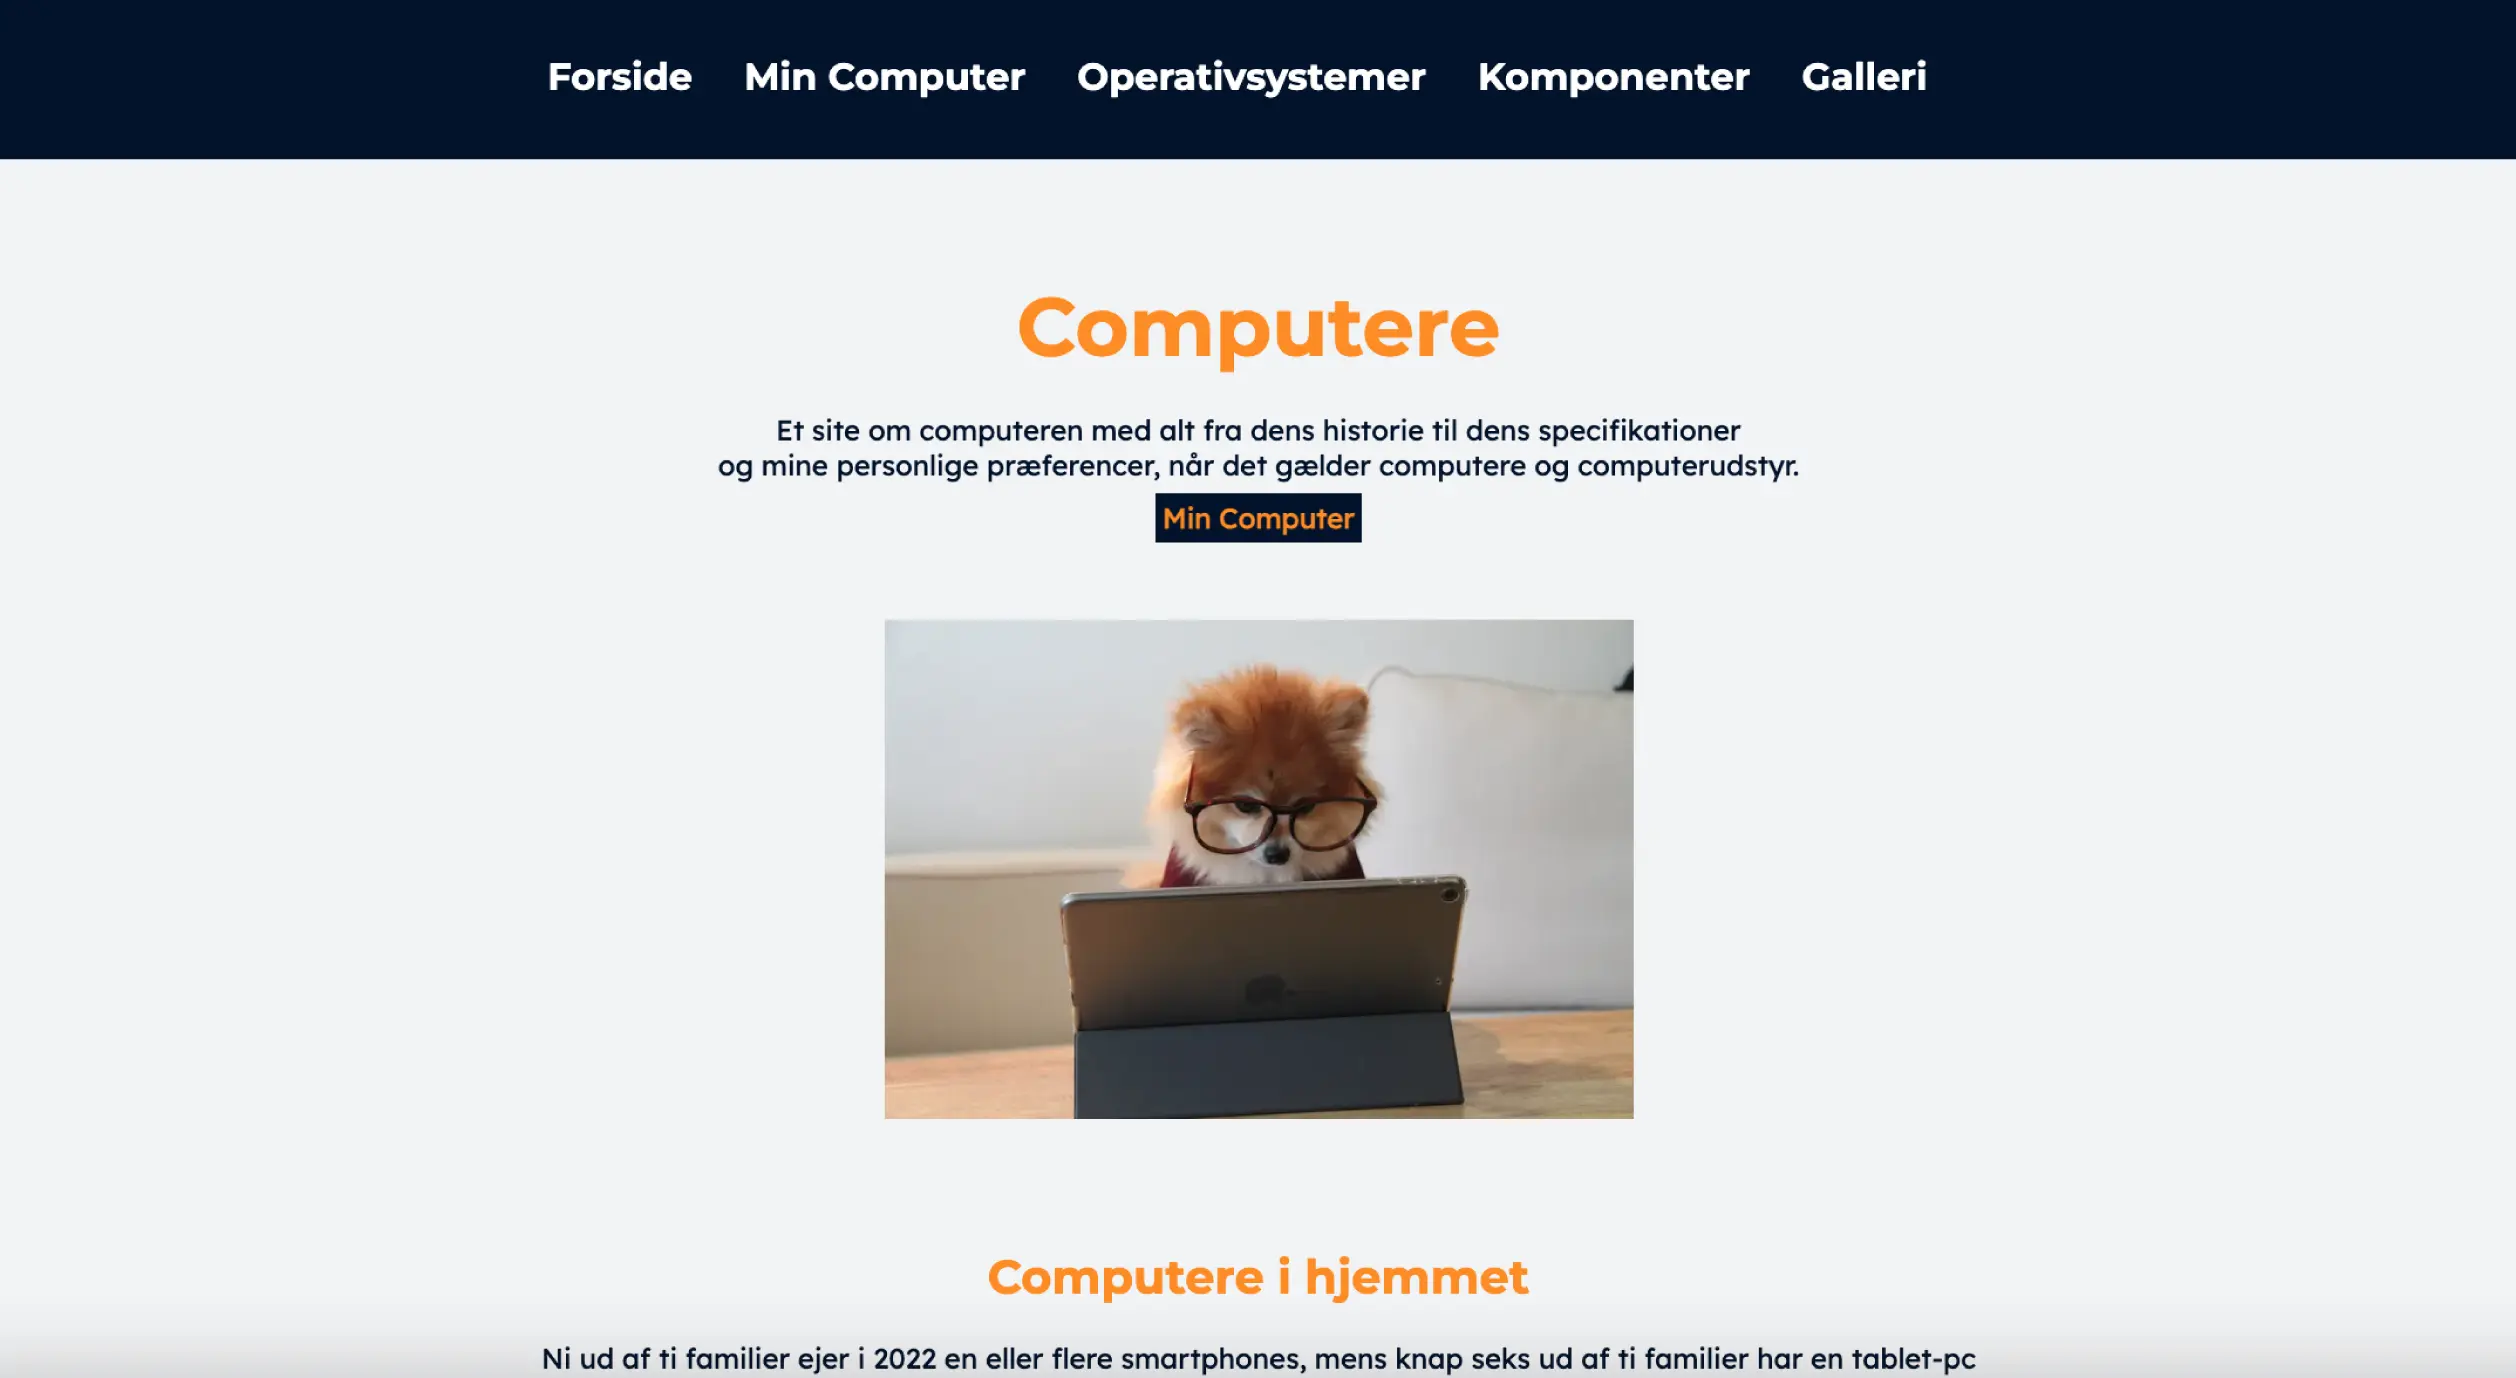 Forside Min Computer Operativsystemer Komponenter Galleri
Computere
Et site om computeren med alt fra dens historie til dens specifikationer
og mine personlige præferencer, når det gælder computere og computerudstyr.
Min Computer
Computere i hjemmet
Ni ud af ti familier ejer i 2022 en eller flere smartphones, mens knap seks ud af ti familier har en tablet-pc